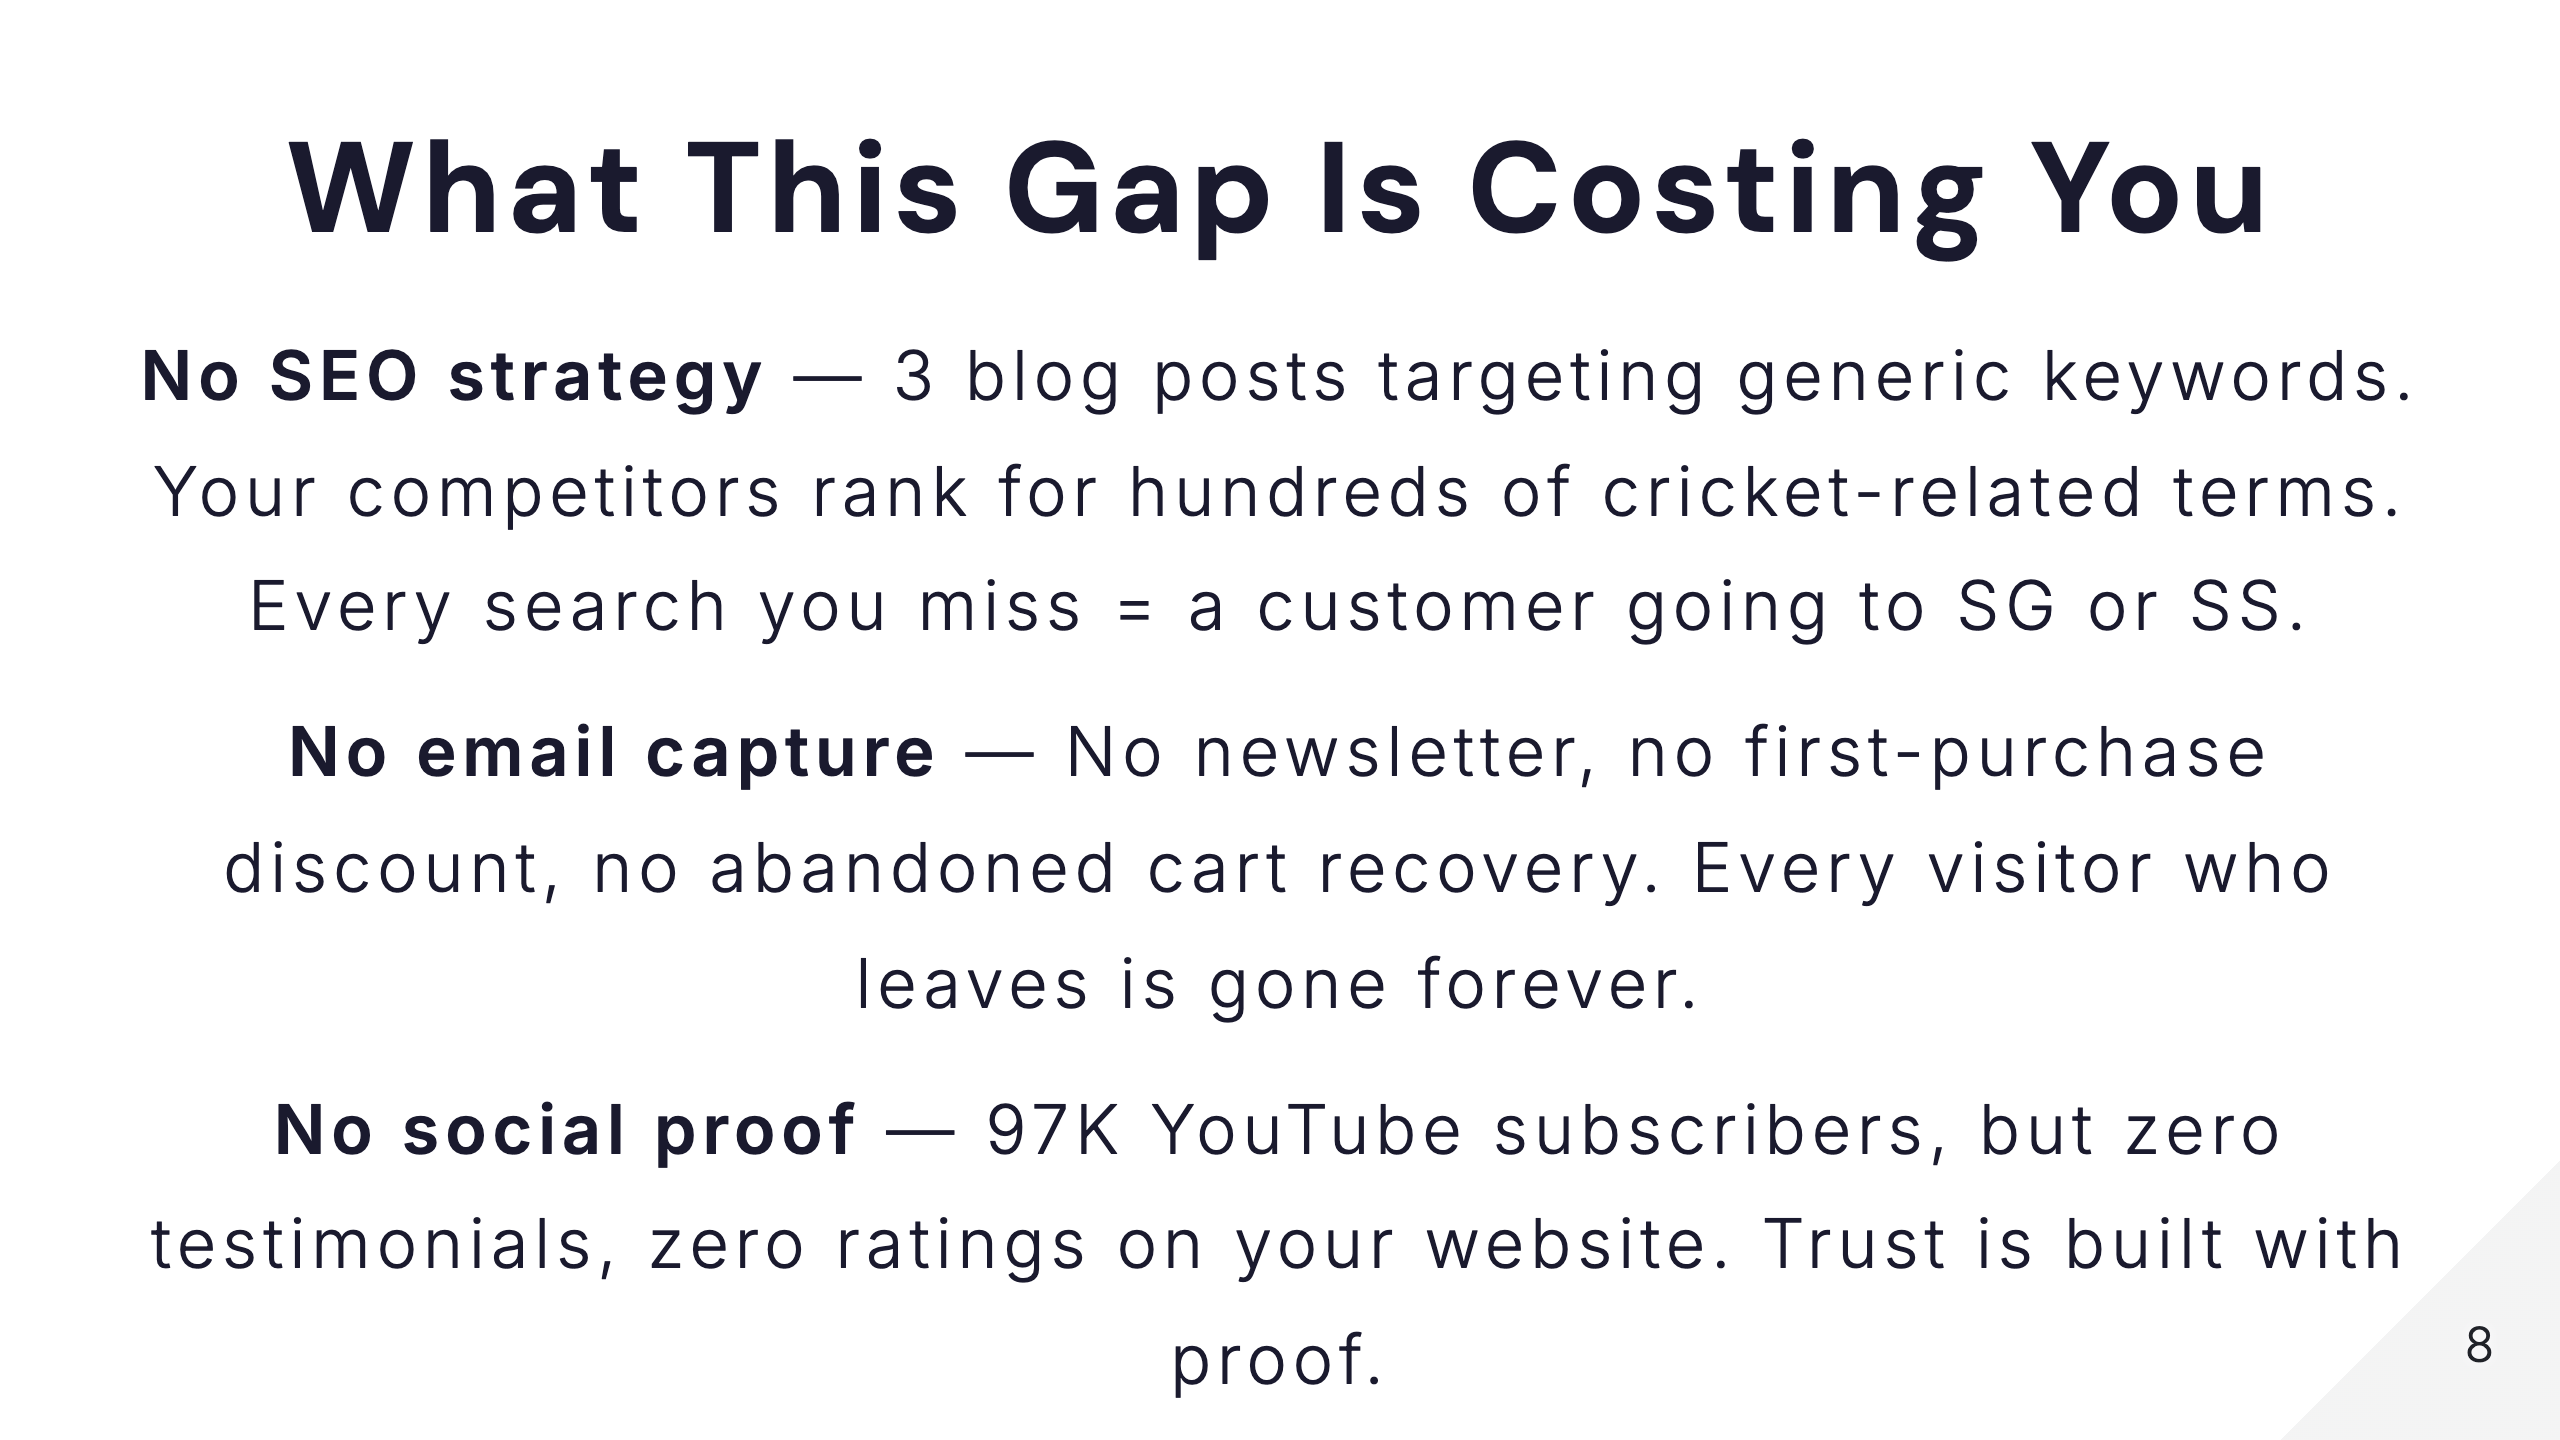 What This Gap Is Costing You
No SEO strategy — 3 blog posts targeting generic keywords.
Your competitors rank for hundreds of cricket-related terms.
Every search you miss = a customer going to SG or SS.
No email capture — No newsletter, no first-purchase
discount, no abandoned cart recovery. Every visitor who
leaves is gone forever.
No social proof — 97K YouTube subscribers, but zero
testimonials, zero ratings on your website. Trust is built with
proof.
8